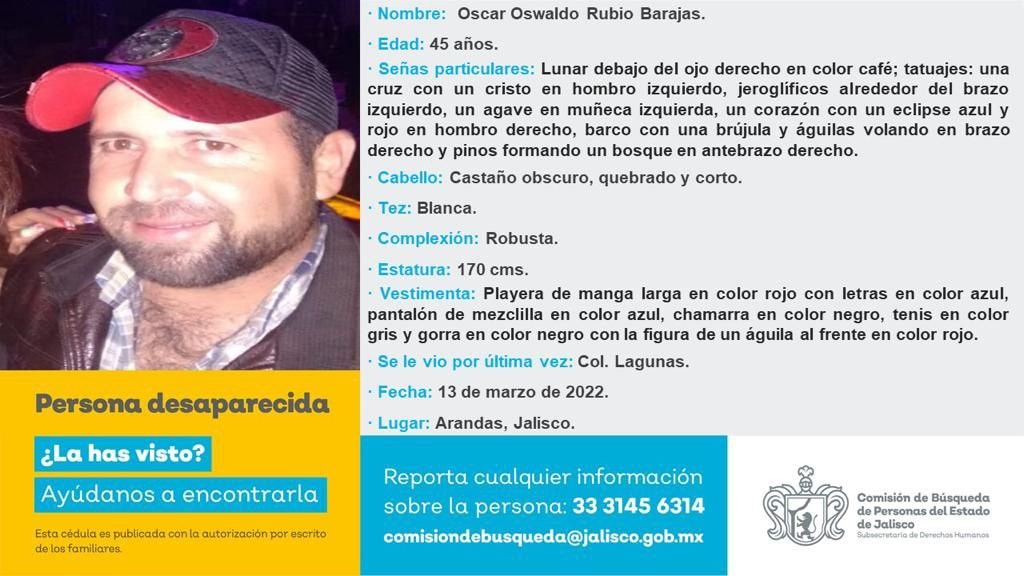 · Nombre: Oscar Oswaldo Rubio Barajas.
· Edad: 45 años.
· Señas particulares: Lunar debajo del ojo derecho en color café; tatuajes: una
cruz con un cristo en hombro izquierdo, jeroglíficos alrededor del brazo
izquierdo, un agave en muñeca izquierda, un corazón con un eclipse azul y
rojo en hombro derecho, barco con una brújula y águilas volando en brazo
derecho y pinos formando un bosque en antebrazo derecho.
· Cabello: Castaño obscuro, quebrado y corto.
· Tez: Blanca.
· Complexión: Robusta.
· Estatura: 170 cms.
· Vestimenta: Playera de manga larga en color rojo con letras en color azul,
pantalón de mezclilla en color azul, chamarra en color negro, tenis en color
gris y gorra en color negro con la figura de un águila al frente en color rojo.
· Se le vio por última vez: Col. Lagunas.
· Fecha: 13 de marzo de 2022.
· Lugar: Arandas, Jalisco.
Persona desaparecida
¿La has visto?
Ayúdanos a encontrarla
Esta cédula es publicada con la autorización por escrito
de los familiares.
Reporta cualquier información
sobre la persona: 33 3145 6314
comisiondebusqueda@jalisco.gob.mx
Comisión de Búsqueda
de Personas del Estado
de Jalisco
Subsecretaría de Derechos Humanos